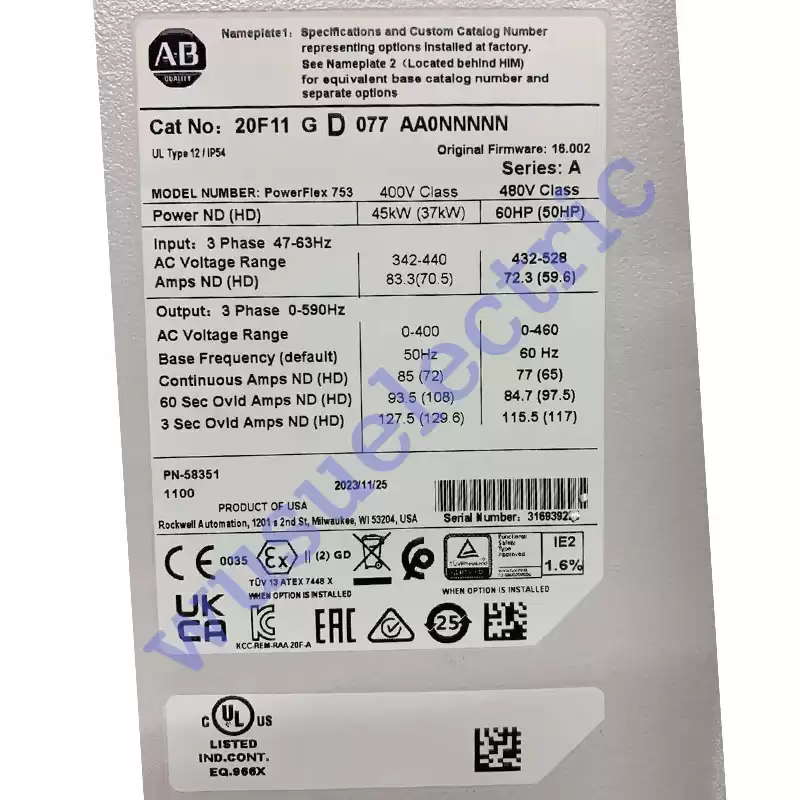 AB
QUALITY
Nameplate1: Specifications and Custom Catalog Number
representing options installed at factory.
See Nameplate 2 (Located behind HIM)
for equivalent base catalog number and
separate options
Cat No: 20F11 G D 077 AA0NNNNN
UL Type 12 / IP54 Original Firmware: 16.002
Series: A
MODEL NUMBER: PowerFlex 753 400V Class 480V Class
Power ND (HD) 45kW (37kW) 60HP (50HP)
Input: 3 Phase 47-63Hz
AC Voltage Range 342-440 432-528
Amps ND (HD) 83.3(70.5) 72.3 (59.6)
Output: 3 Phase 0-590Hz
AC Voltage Range 0-400 0-460
Base Frequency (default) 50Hz 60 Hz
Continuous Amps ND (HD) 85 (72) 77 (65)
60 Sec Ovld Amps ND (HD) 93.5 (108) 84.7 (97.5)
3 Sec Ovld Amps ND (HD) 127.5 (129.6) 115.5 (117)
PN-58351
1100 2023/11/25
PRODUCT OF USA
Rockwell Automation, 1201 s 2nd St, Milwaukee, WI 53204, USA Serial Number: 3169392
CE 0035 Ex II (2) GD
TÜV 13 ATEX 7448 X
WHEN OPTION IS INSTALLED
Functional
Safety
Type
Approved
IE2
1.6%
WHEN OPTION IS INSTALLED
UK
CA
KCC-REM-RAA 20F-A
EAC
25
C UL US
LISTED
IND.CONT.
EQ.966X
wusuelectric